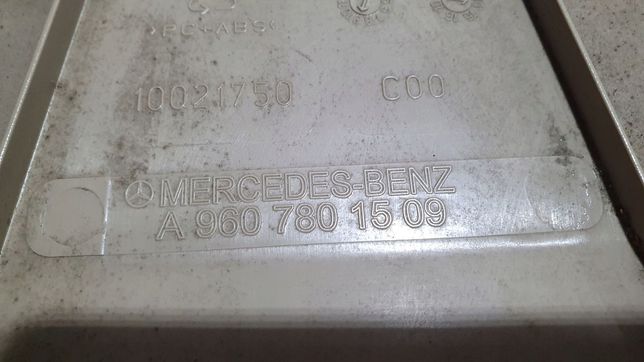 >PC+ABS<
10021750 C00
MERCEDES-BENZ
A 960 780 15 09